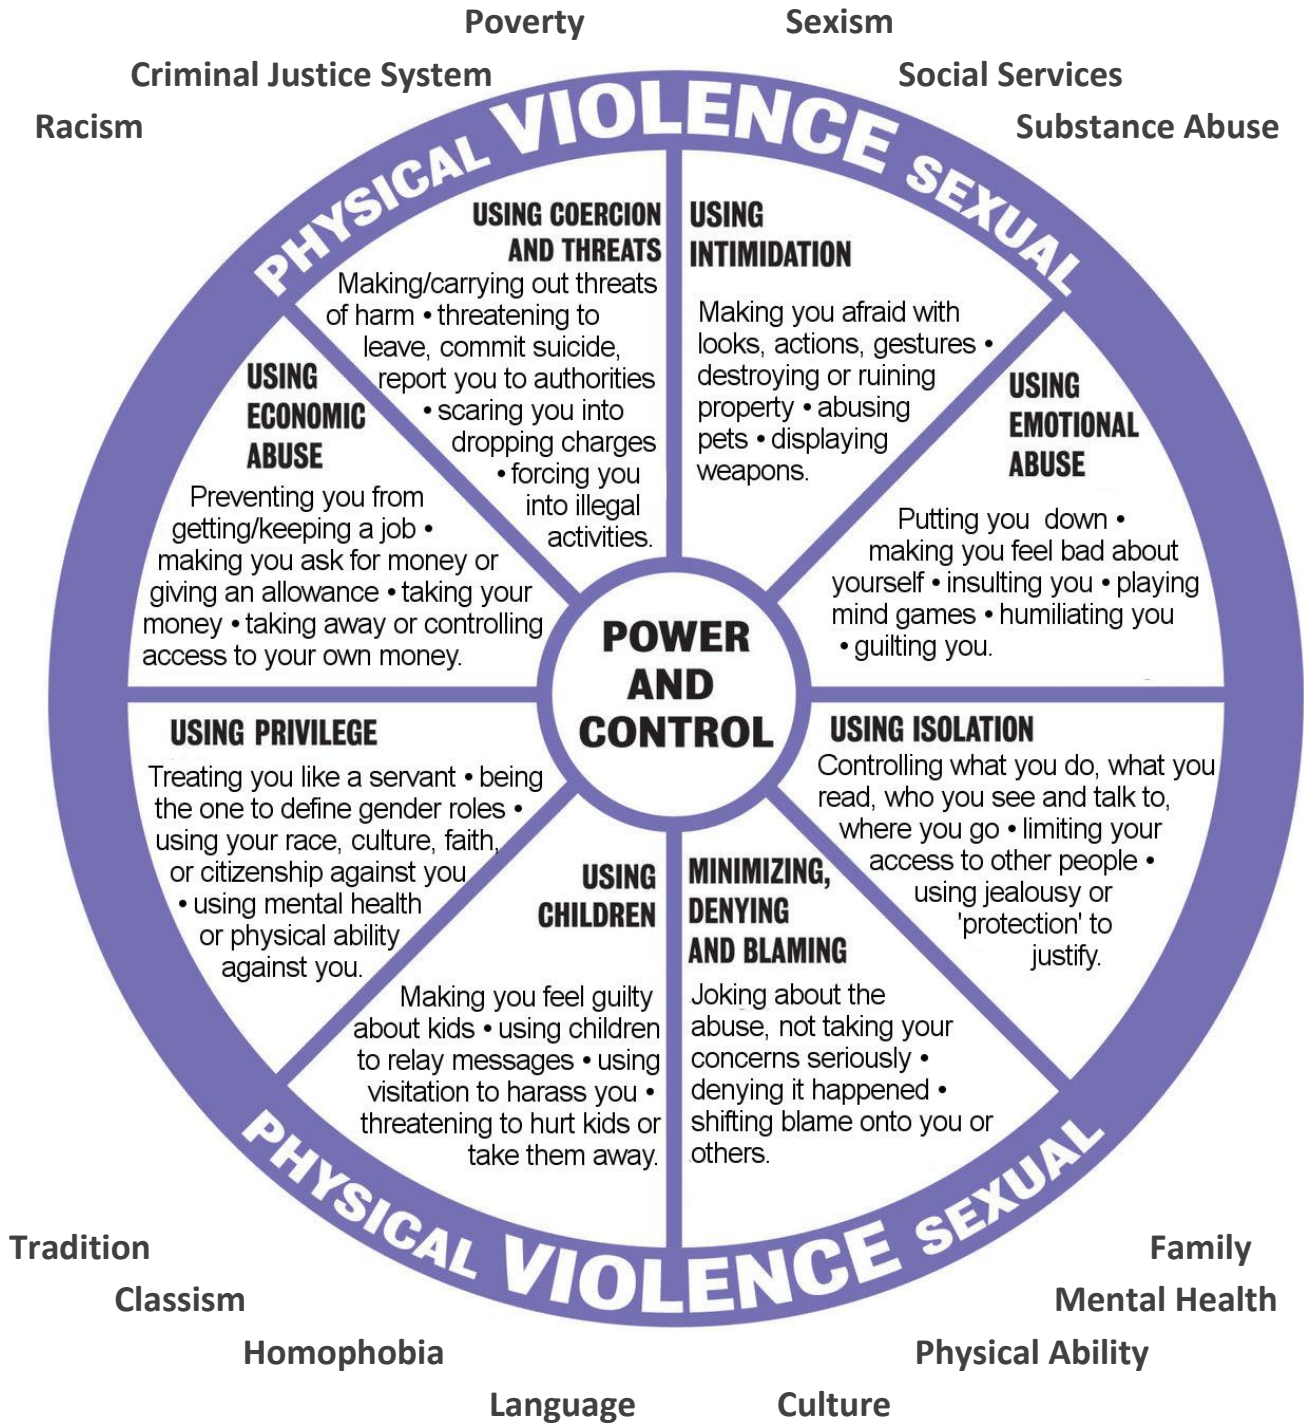 Poverty
Sexism
Criminal Justice System
Social Services
Racism
Substance Abuse
PHYSICAL VIOLENCE SEXUAL
USING COERCION
AND THREATS
Making/carrying out threats
of harm • threatening to
leave, commit suicide,
report you to authorities
• scaring you into
dropping charges
• forcing you
into illegal
activities.
USING
INTIMIDATION
Making you afraid with
looks, actions, gestures •
destroying or ruining
property • abusing
pets • displaying
weapons.
USING
ECONOMIC
ABUSE
Preventing you from
getting/keeping a job •
making you ask for money or
giving an allowance • taking your
money • taking away or controlling
access to your own money.
USING
EMOTIONAL
ABUSE
Putting you down •
making you feel bad about
yourself • insulting you • playing
mind games • humiliating you
• guilting you.
POWER
AND
CONTROL
USING PRIVILEGE
Treating you like a servant • being
the one to define gender roles •
using your race, culture, faith,
or citizenship against you
• using mental health
or physical ability
against you.
USING ISOLATION
Controlling what you do, what you
read, who you see and talk to,
where you go • limiting your
access to other people •
using jealousy or
'protection' to
justify.
USING
CHILDREN
Making you feel guilty
about kids • using children
to relay messages • using
visitation to harass you •
threatening to hurt kids or
take them away.
MINIMIZING,
DENYING
AND BLAMING
Joking about the
abuse, not taking your
concerns seriously •
denying it happened •
shifting blame onto you or
others.
PHYSICAL VIOLENCE SEXUAL
Tradition
Family
Classism
Mental Health
Homophobia
Physical Ability
Language
Culture